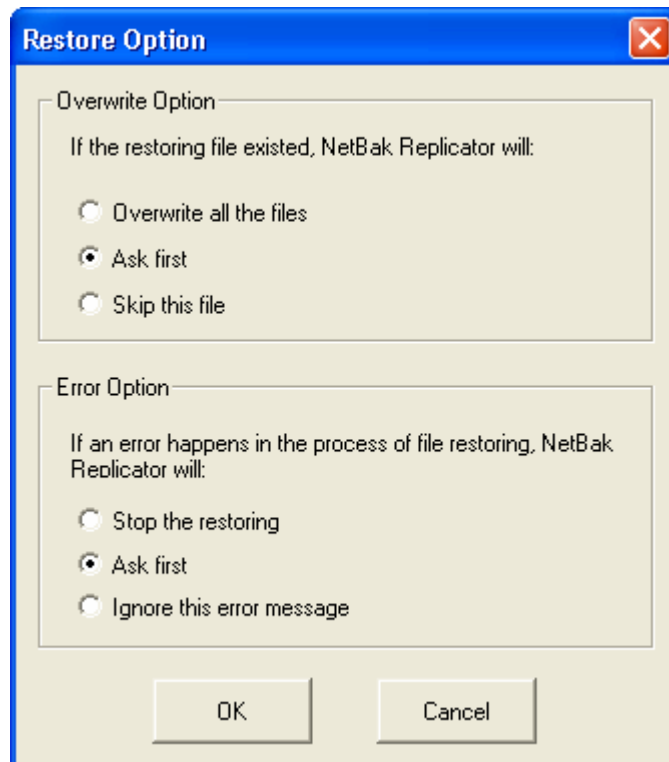 Restore Option
Overwrite Option
If the restoring file existed, NetBak Replicator will:
Overwrite all the files
Ask first
Skip this file
Error Option
If an error happens in the process of file restoring, NetBak
Replicator will:
Stop the restoring
Ask first
Ignore this error message
OK
Cancel